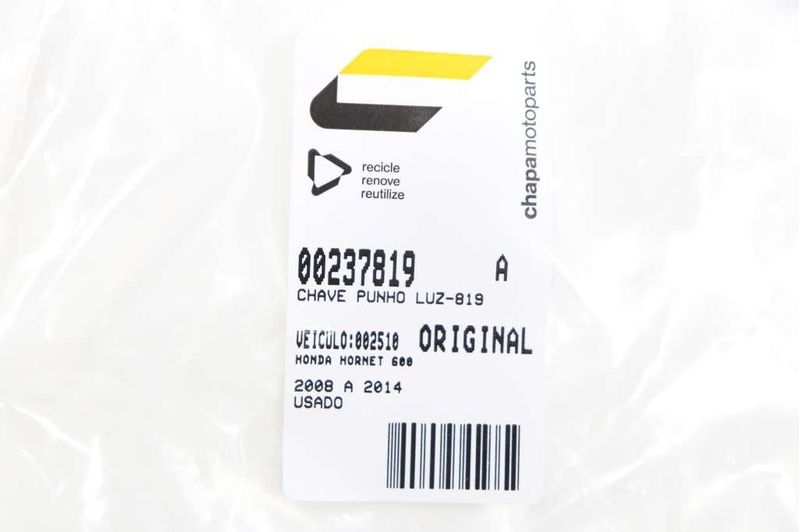 chapamotoparts
recicle
renove
reutilize
00237819 A
CHAVE PUNHO LUZ-819
VEICULO:002510 ORIGINAL
HONDA HORNET 600
2008 A 2014
USADO